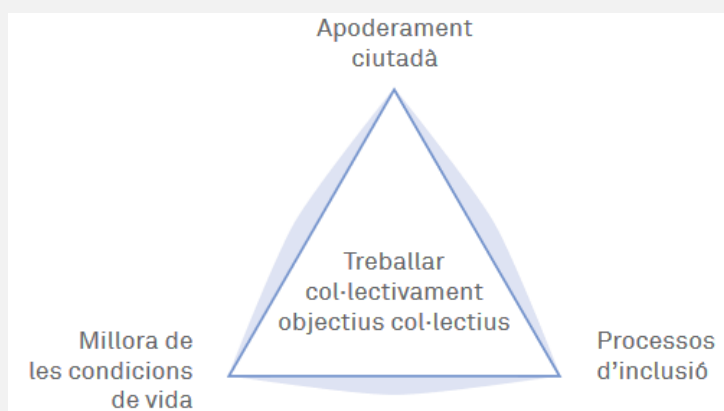 Apoderament
ciutadà
Treballar
col·lectivament
objectius col·lectius
Millora de
les condicions
de vida
Processos
d'inclusió